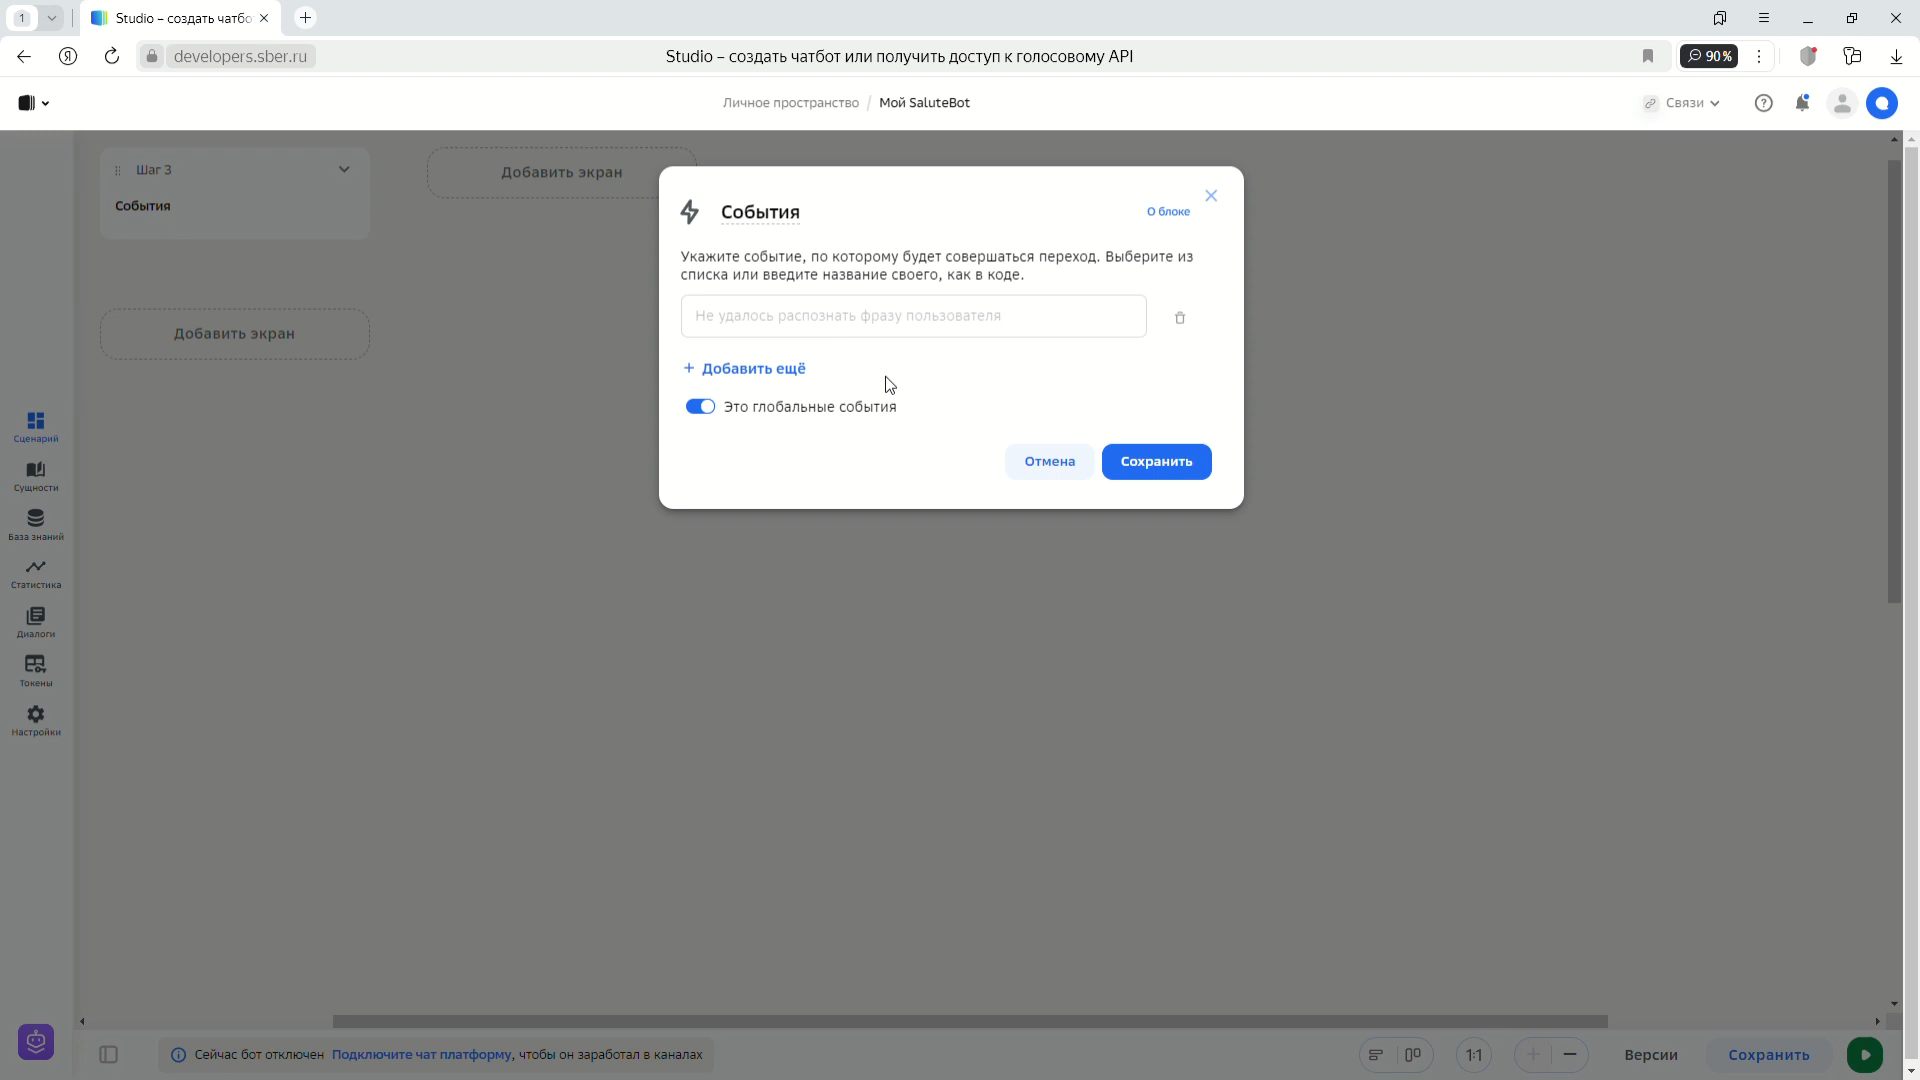 1
Studio – создать чатбо
developers.sber.ru
Studio – создать чатбот или получить доступ к голосовому API
90%
Личное пространство / Мой SaluteBot
Связи
Шаг 3
События
Добавить экран
Добавить экран
События
О блоке
Укажите событие, по которому будет совершаться переход. Выберите из
списка или введите название своего, как в коде.
Не удалось распознать фразу пользователя
+ Добавить ещё
Это глобальные события
Отмена
Сохранить
Сценарий
Сущности
База знаний
Статистика
Диалоги
Токены
Настройки
Сейчас бот отключен Подключите чат платформу, чтобы он заработал в каналах
1:1
Версии
Сохранить